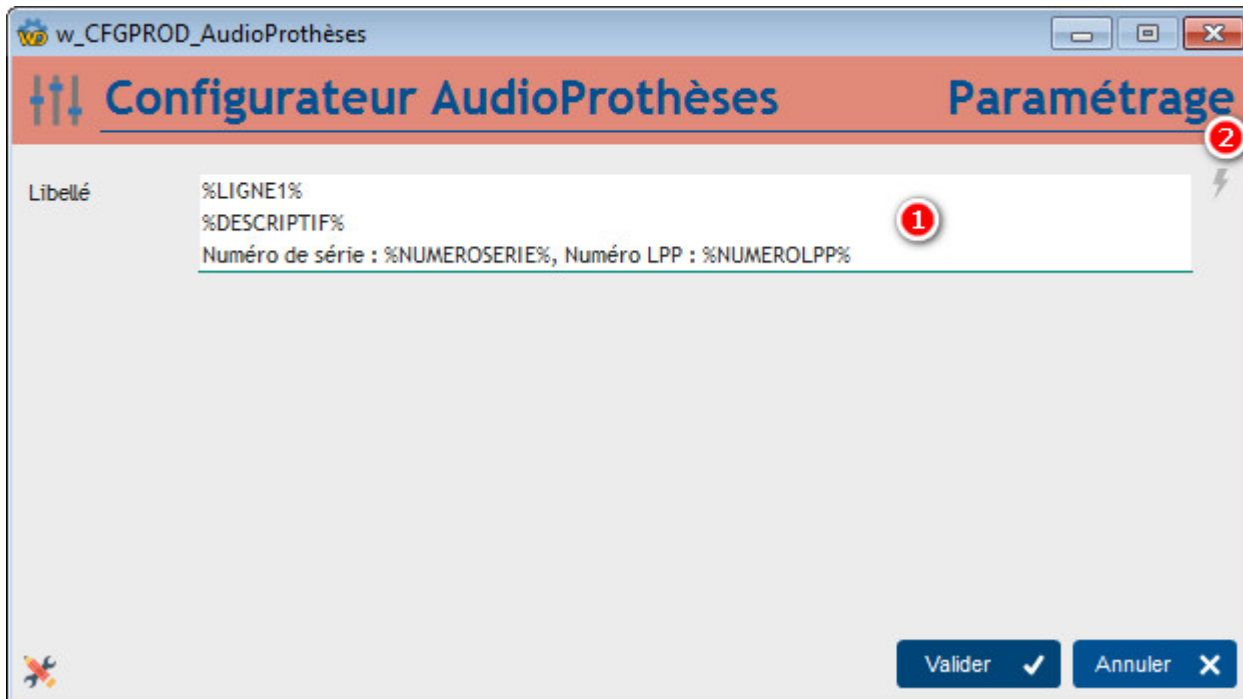 w_CFGPROD_AudioProthèses
Configurateur AudioProthèses Paramétrage
2
Libellé %LIGNE1%
%DESCRIPTIF%
1
Numéro de série : %NUMEROSERIE%, Numéro LPP : %NUMEROLPP%
Valider Annuler